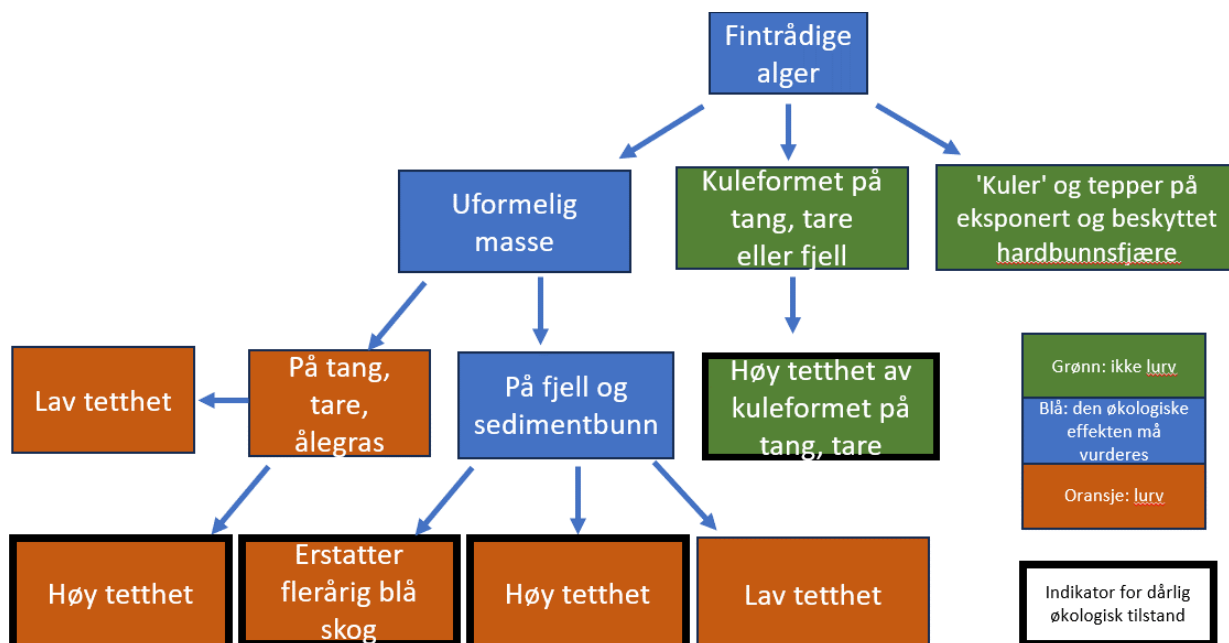 Fintrådige
alger
Uformelig
masse
Kuleformet på
tang, tare
eller fjell
'Kuler' og tepper på
eksponert og beskyttet
hardbunnsfjære
Lav tetthet
På tang,
tare,
ålegras
På fjell og
sedimentbunn
Høy tetthet av
kuleformet på
tang, tare
Grønn: ikke lurv
Blå: den økologiske
effekten må
vurderes
Oransje: lurv
Høy tetthet
Erstatter
flerårig blå
skog
Høy tetthet
Lav tetthet
Indikator for dårlig
økologisk tilstand